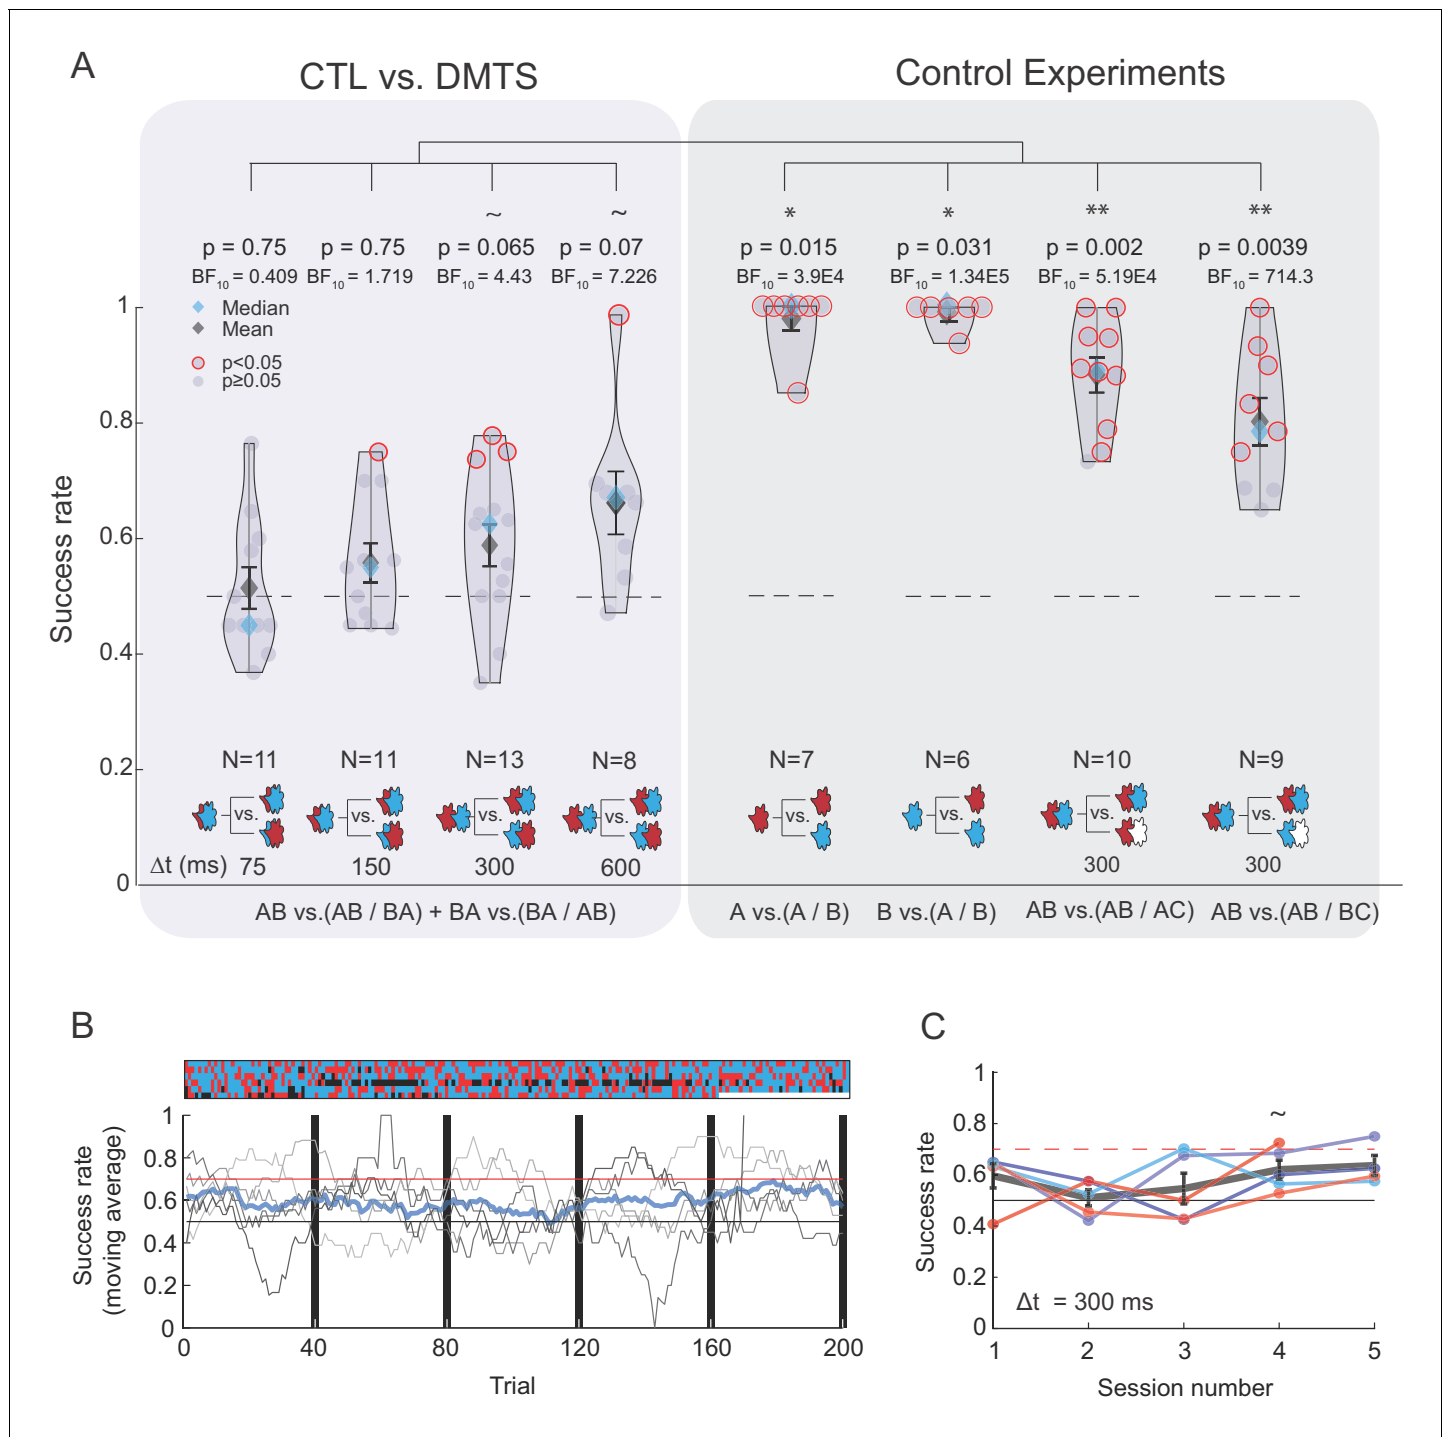 A
CTL vs. DMTS
Control Experiments
~ ~ * * ** **
p = 0.75 p = 0.75 p = 0.065 p = 0.07 p = 0.015 p = 0.031 p = 0.002 p = 0.0039
BF10 = 0.409 BF10 = 1.719 BF10 = 4.43 BF10 = 7.226 BF10 = 3.9E4 BF10 = 1.34E5 BF10 = 5.19E4 BF10 = 714.3
Median
Mean
p<0.05
p≥0.05
Success rate
1
0.8
0.6
0.4
0.2
0
N=11 N=11 N=13 N=8 N=7 N=6 N=10 N=9
vs. vs. vs. vs. vs. vs. vs. vs.
Δt (ms) 75 150 300 600 300 300
AB vs.(AB / BA) + BA vs.(BA / AB) A vs.(A / B) B vs.(A / B) AB vs.(AB / AC) AB vs.(AB / BC)
B
Success rate
(moving average)
1
0.8
0.6
0.4
0.2
0
0 40 80 120 160 200
Trial
C
Success rate
1
0.8
0.6
0.4
0.2
0
~
Δt = 300 ms
1 2 3 4 5
Session number